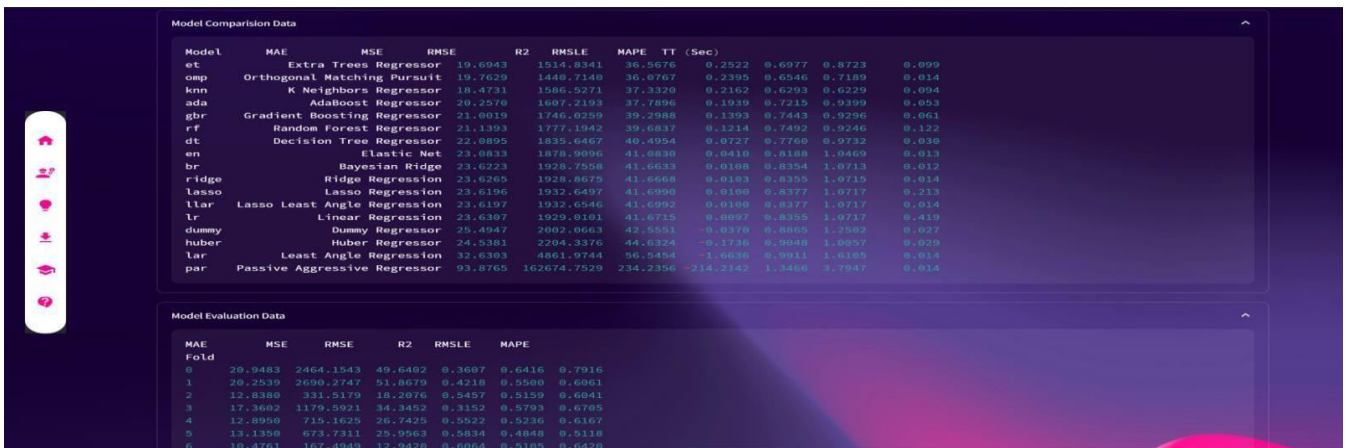 Model Comparision Data
Model MAE MSE RMSE R2 RMSLE MAPE TT (Sec)
et Extra Trees Regressor 19.6943 1514.8341 36.5676 0.2522 0.6977 0.8723 0.099
omp Orthogonal Matching Pursuit 19.7629 1440.7140 36.0767 0.2395 0.6546 0.7189 0.014
knn K Neighbors Regressor 18.4731 1586.5271 37.3320 0.2162 0.6293 0.6229 0.094
ada AdaBoost Regressor 20.2570 1607.2193 37.7896 0.1939 0.7215 0.9399 0.053
gbr Gradient Boosting Regressor 21.0019 1746.0259 39.2988 0.1393 0.7443 0.9296 0.061
rf Random Forest Regressor 21.1393 1777.1942 39.6837 0.1214 0.7492 0.9246 0.122
dt Decision Tree Regressor 22.0895 1835.6467 40.4954 0.0727 0.7760 0.9732 0.030
en Elastic Net 23.0833 1878.9096 41.0830 0.0410 0.8188 1.0469 0.013
br Bayesian Ridge 23.6223 1928.7558 41.6633 0.0108 0.8354 1.0713 0.012
ridge Ridge Regression 23.6265 1928.8675 41.6668 0.0103 0.8355 1.0715 0.014
lasso Lasso Regression 23.6196 1932.6497 41.6990 0.0100 0.8377 1.0717 0.213
llar Lasso Least Angle Regression 23.6197 1932.6546 41.6992 0.0100 0.8377 1.0717 0.014
lr Linear Regression 23.6307 1929.0101 41.6715 0.0097 0.8355 1.0717 0.419
dummy Dummy Regressor 25.4947 2002.0663 42.5551 -0.0370 0.8865 1.2502 0.027
huber Huber Regressor 24.5381 2204.3376 44.6324 -0.1736 0.9048 1.0057 0.029
lar Least Angle Regression 32.6303 4861.9744 56.5454 -1.6636 0.9911 1.6105 0.014
par Passive Aggressive Regressor 93.8765 162674.7529 234.2356 -214.2142 1.3466 3.7947 0.014
Model Evaluation Data
MAE MSE RMSE R2 RMSLE MAPE
Fold
0 20.9483 2464.1543 49.6402 0.3607 0.6416 0.7916
1 20.2539 2690.2747 51.8679 0.4218 0.5500 0.6061
2 12.8380 331.5179 18.2076 0.5457 0.5159 0.6041
3 17.3602 1179.5921 34.3452 0.3152 0.5793 0.6705
4 12.8950 715.1625 26.7425 0.5522 0.5236 0.6167
5 13.1350 673.7311 25.9563 0.5834 0.4848 0.5118
6 10.4761 167.4949 12.9420 0.6064 0.5105 0.6420